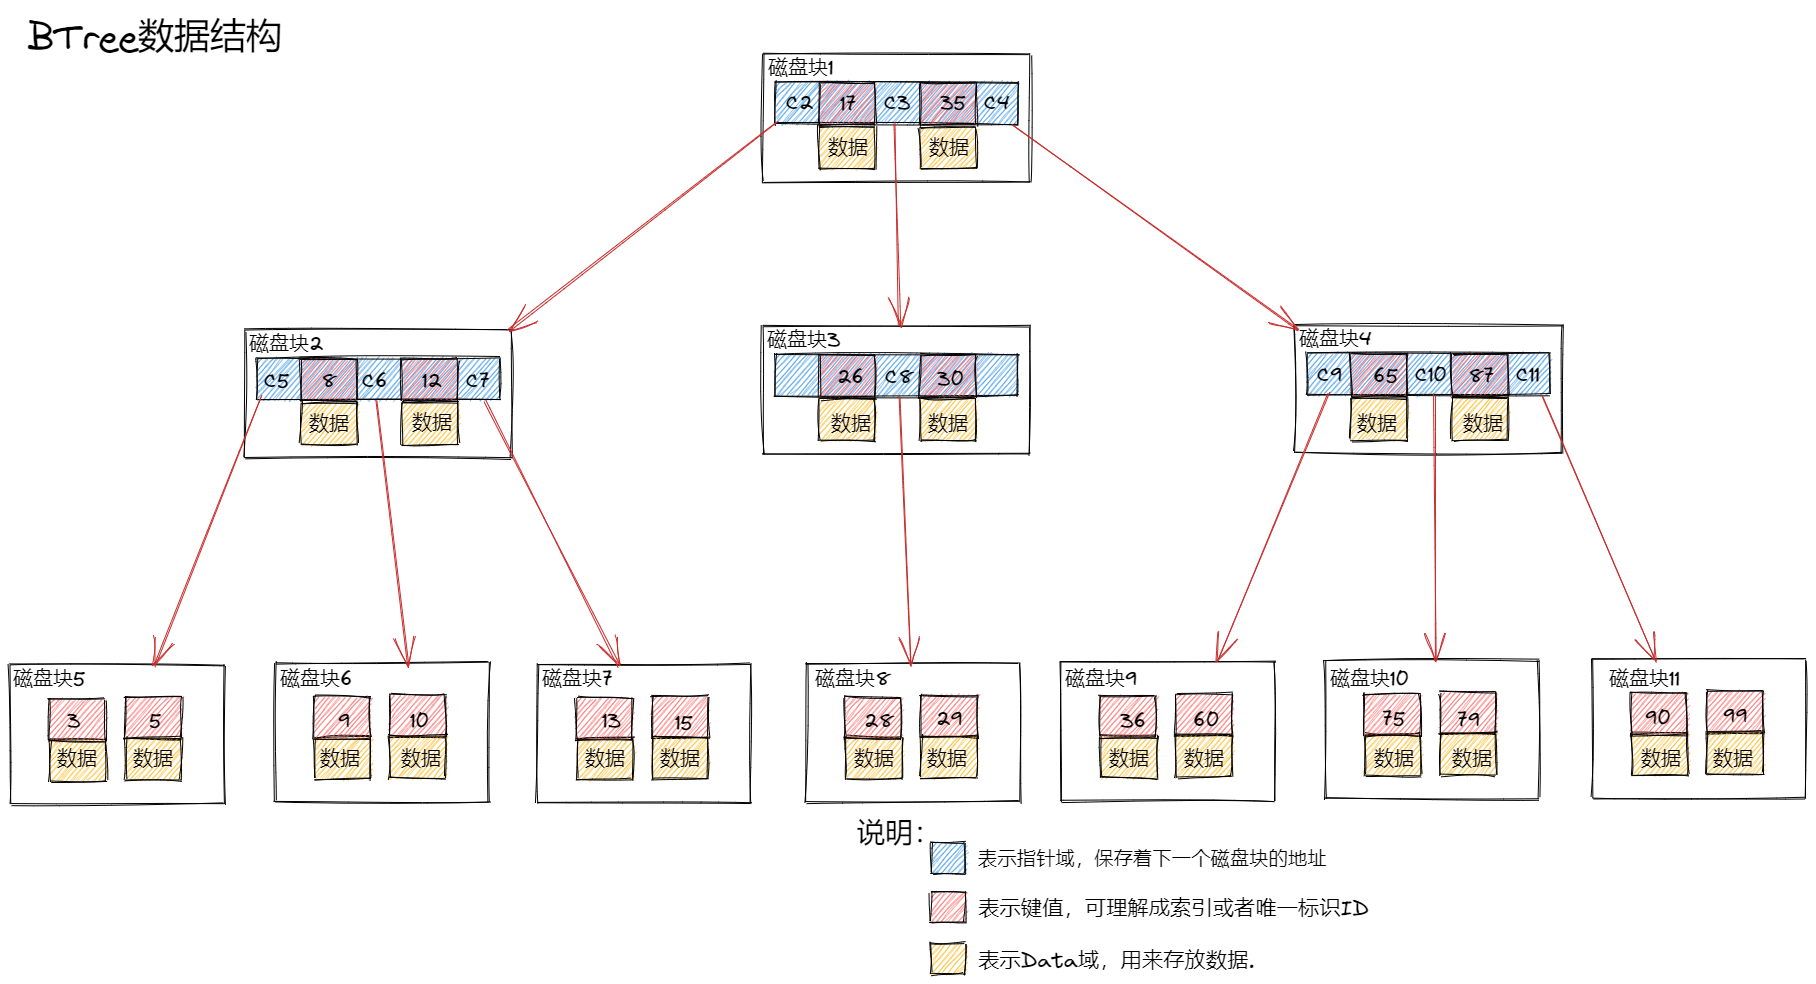 BTree数据结构
磁盘块1
C2 17 C3 35 C4
数据 数据
磁盘块2
C5 8 C6 12 C7
数据 数据
磁盘块3
26 C8 30
数据 数据
磁盘块4
C9 65 C10 87 C11
数据 数据
磁盘块5
3 5
数据 数据
磁盘块6
9 10
数据 数据
磁盘块7
13 15
数据 数据
磁盘块8
28 29
数据 数据
磁盘块9
36 60
数据 数据
磁盘块10
75 79
数据 数据
磁盘块11
90 99
数据 数据
说明：
表示指针域，保存着下一个磁盘块的地址
表示键值，可理解成索引或者唯一标识ID
表示Data域，用来存放数据.